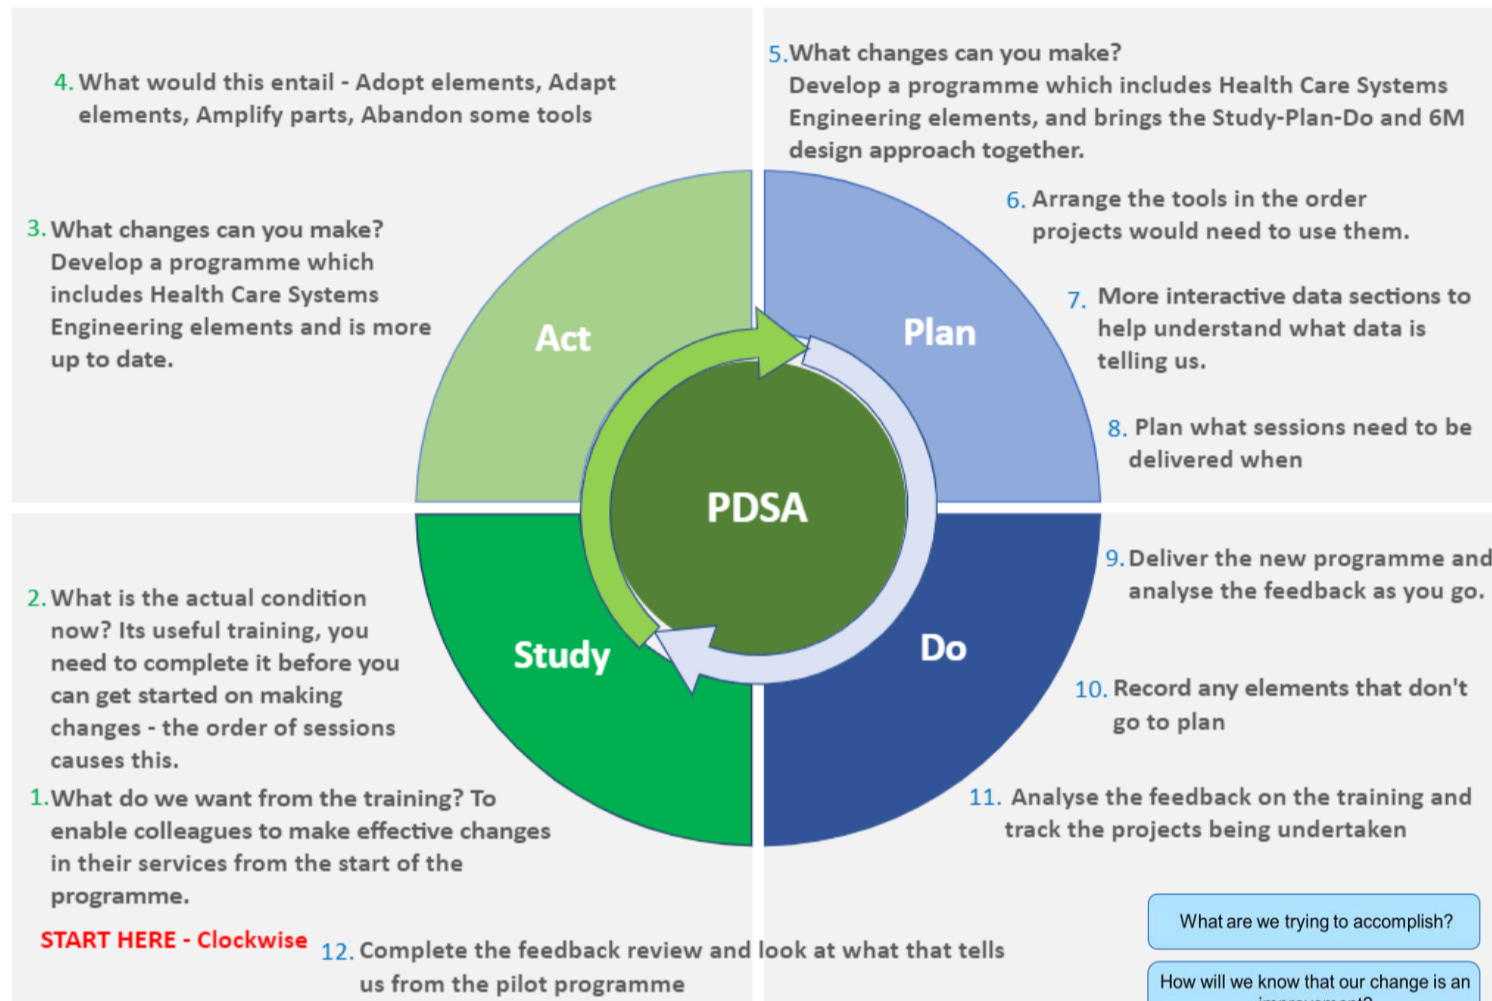 4. What would this entail - Adopt elements, Adapt
elements, Amplify parts, Abandon some tools
5. What changes can you make?
Develop a programme which includes Health Care Systems
Engineering elements, and brings the Study-Plan-Do and 6M
design approach together.
6. Arrange the tools in the order
projects would need to use them.
3. What changes can you make?
Develop a programme which
includes Health Care Systems
Engineering elements and is more
up to date.
7. More interactive data sections to
help understand what data is
telling us.
8. Plan what sessions need to be
delivered when
Act
Plan
PDSA
Study
Do
9. Deliver the new programme and
analyse the feedback as you go.
10. Record any elements that don't
go to plan
11. Analyse the feedback on the training and
track the projects being undertaken
2. What is the actual condition
now? Its useful training, you
need to complete it before you
can get started on making
changes - the order of sessions
causes this.
1. What do we want from the training? To
enable colleagues to make effective changes
in their services from the start of the
programme.
START HERE - Clockwise
12. Complete the feedback review and look at what that tells
us from the pilot programme
What are we trying to accomplish?
How will we know that our change is an
improvement?